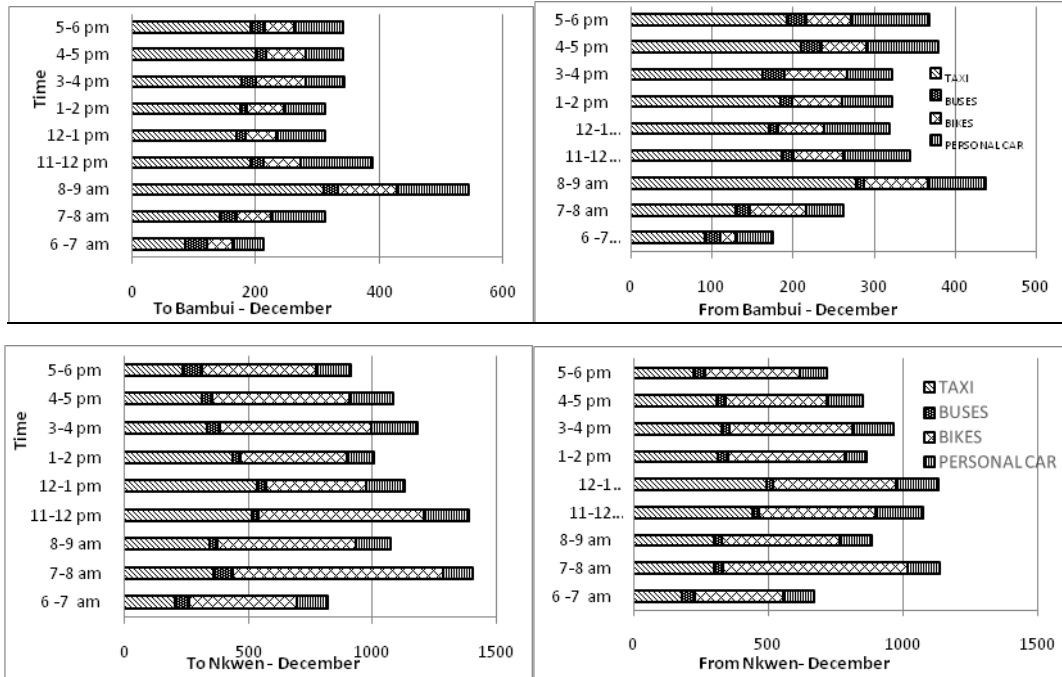 Time
5-6 pm
4-5 pm
3-4 pm
1-2 pm
12-1 pm
11-12 pm
8-9 am
7-8 am
6 -7 am
0 200 400 600
To Bambui - December
5-6 pm
4-5 pm
3-4 pm
1-2 pm
12-1...
11-12...
8-9 am
7-8 am
6 -7...
0 100 200 300 400 500
From Bambui - December
TAXI
BUSES
BIKES
PERSONAL CAR
Time
5-6 pm
4-5 pm
3-4 pm
1-2 pm
12-1 pm
11-12 pm
8-9 am
7-8 am
6 -7 am
0 500 1000 1500
To Nkwen - December
5-6 pm
4-5 pm
3-4 pm
1-2 pm
12-1..
11-12...
8-9 am
7-8 am
6 -7 am
0 500 1000 1500
From Nkwen- December
TAXI
BUSES
BIKES
PERSONAL CAR